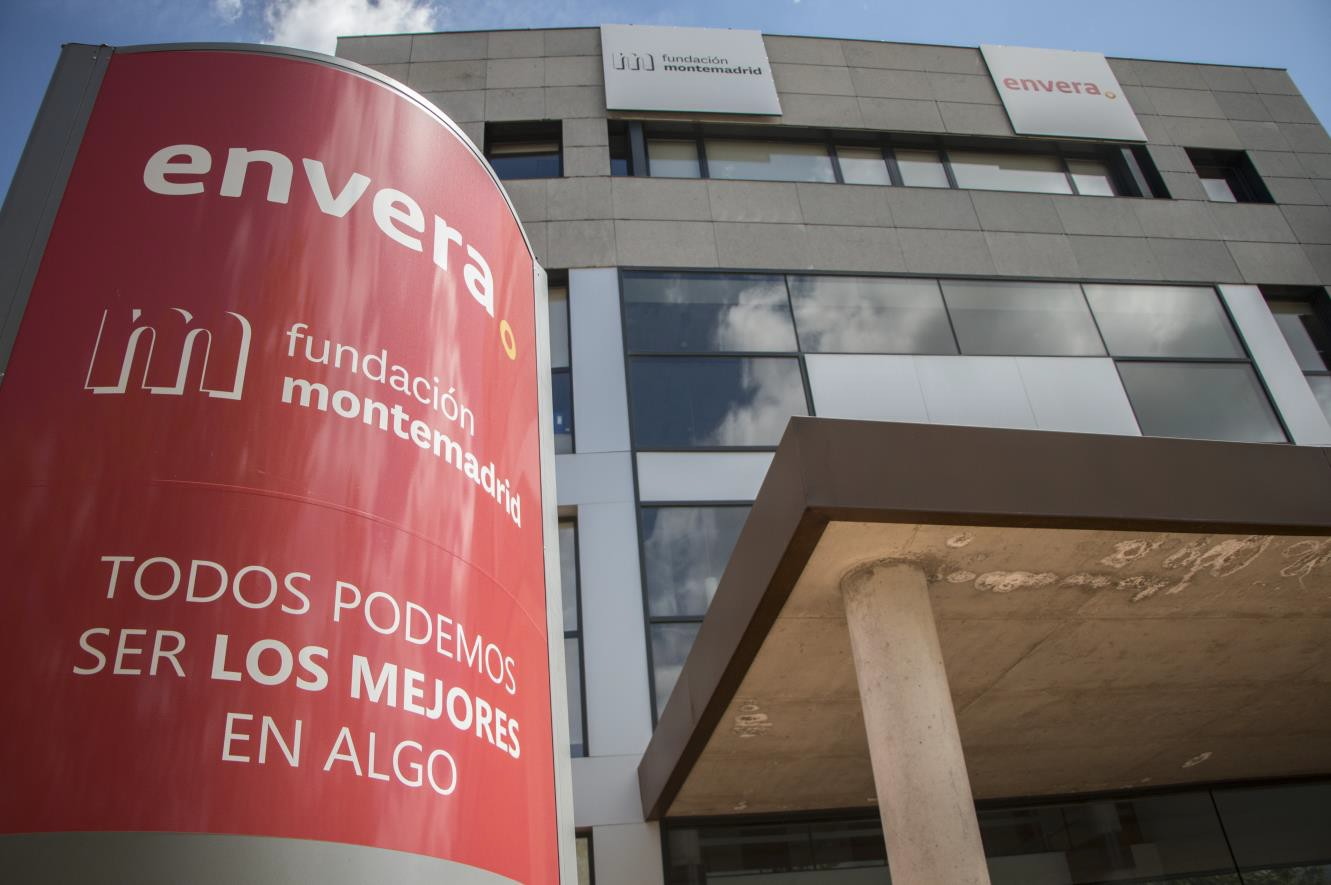 envera
m fundación
montemadrid
TODOS PODEMOS
SER LOS MEJORES
EN ALGO
m fundación
montemadrid
envera